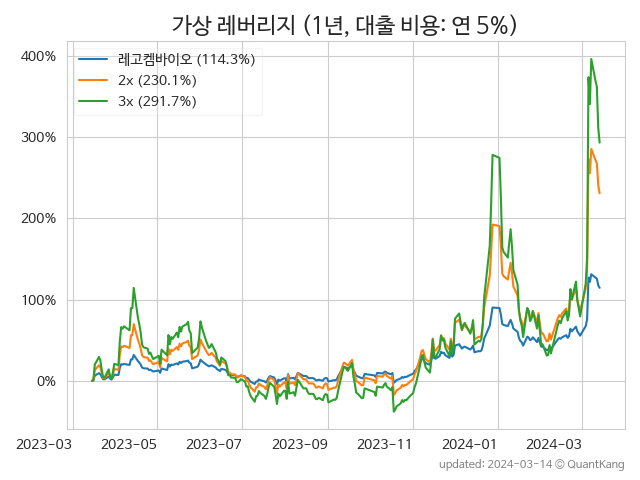 가상 레버리지 (1년, 대출 비용: 연 5%)
레고켐바이오 (114.3%)
2x (230.1%)
3x (291.7%)
400%
300%
200%
100%
0%
2023-03 2023-05 2023-07 2023-09 2023-11 2024-01 2024-03
updated: 2024-03-14 © QuantKang